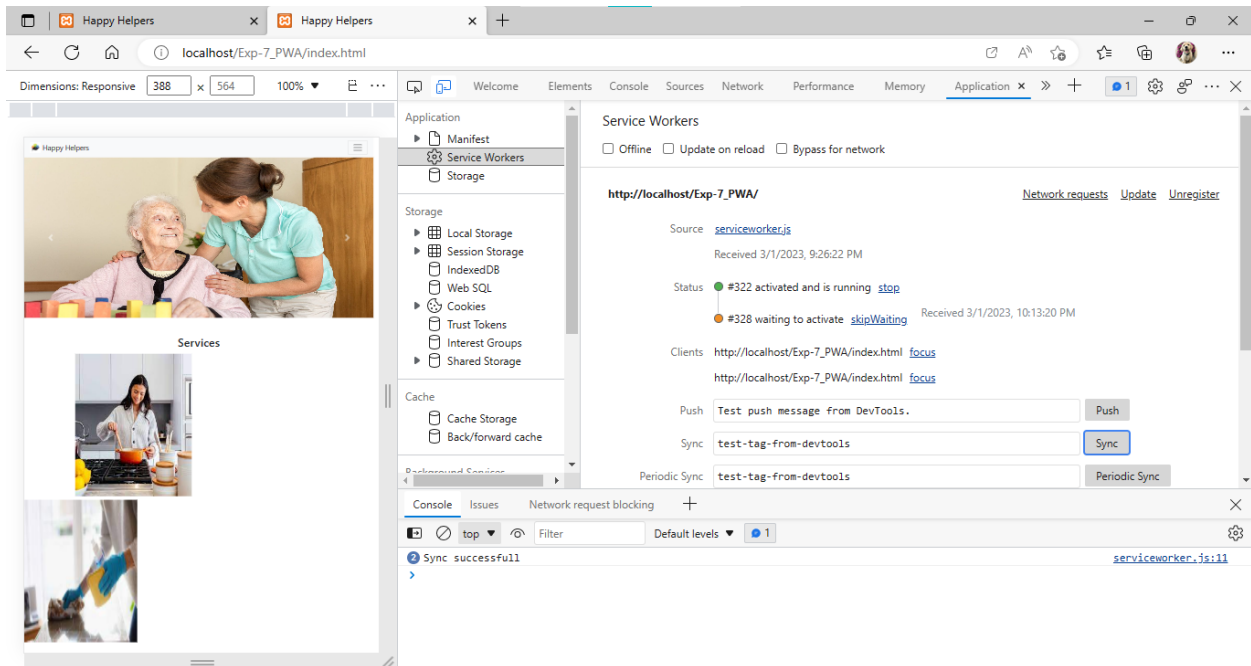 Happy Helpers
Happy Helpers
localhost/Exp-7_PWA/index.html
Dimensions: Responsive 388 x 564 100% ▼
Welcome Elements Console Sources Network Performance Memory Application 1
Happy Helpers
Services
Application
Manifest
Service Workers
Storage
Storage
Local Storage
Session Storage
IndexedDB
Web SQL
Cookies
Trust Tokens
Interest Groups
Shared Storage
Cache
Cache Storage
Back/forward cache
Background Services
Service Workers
Offline Update on reload Bypass for network
http://localhost/Exp-7_PWA/ Network requests Update Unregister
Source serviceworker.js
Received 3/1/2023, 9:26:22 PM
Status #322 activated and is running stop
#328 waiting to activate skipWaiting Received 3/1/2023, 10:13:20 PM
Clients http://localhost/Exp-7_PWA/index.html focus
http://localhost/Exp-7_PWA/index.html focus
Push Test push message from DevTools. Push
Sync test-tag-from-devtools Sync
Periodic Sync test-tag-from-devtools Periodic Sync
Console Issues Network request blocking
top ▼ Filter Default levels ▼ 1
2 Sync successfull serviceworker.js:11